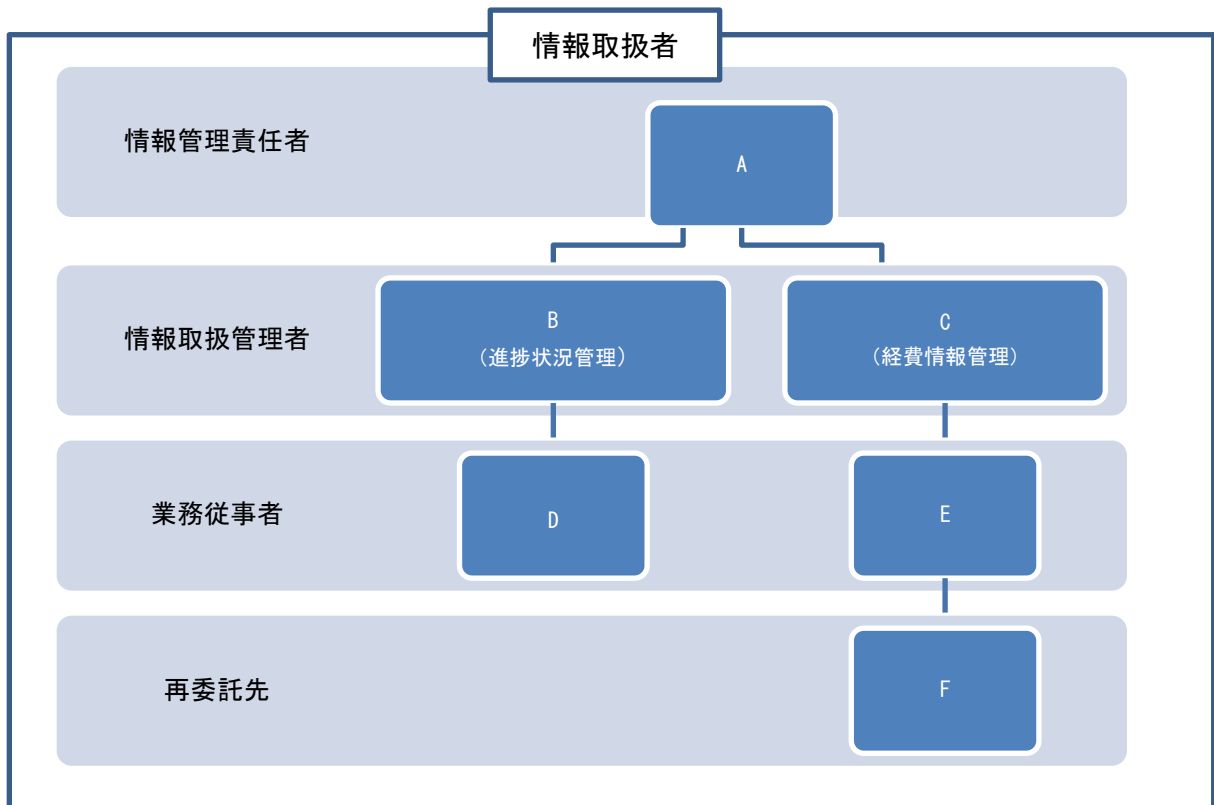 情報取扱者
情報管理責任者
A
情報取扱管理者
B
(進捗状況管理)
C
(経費情報管理)
業務従事者
D
E
再委託先
F